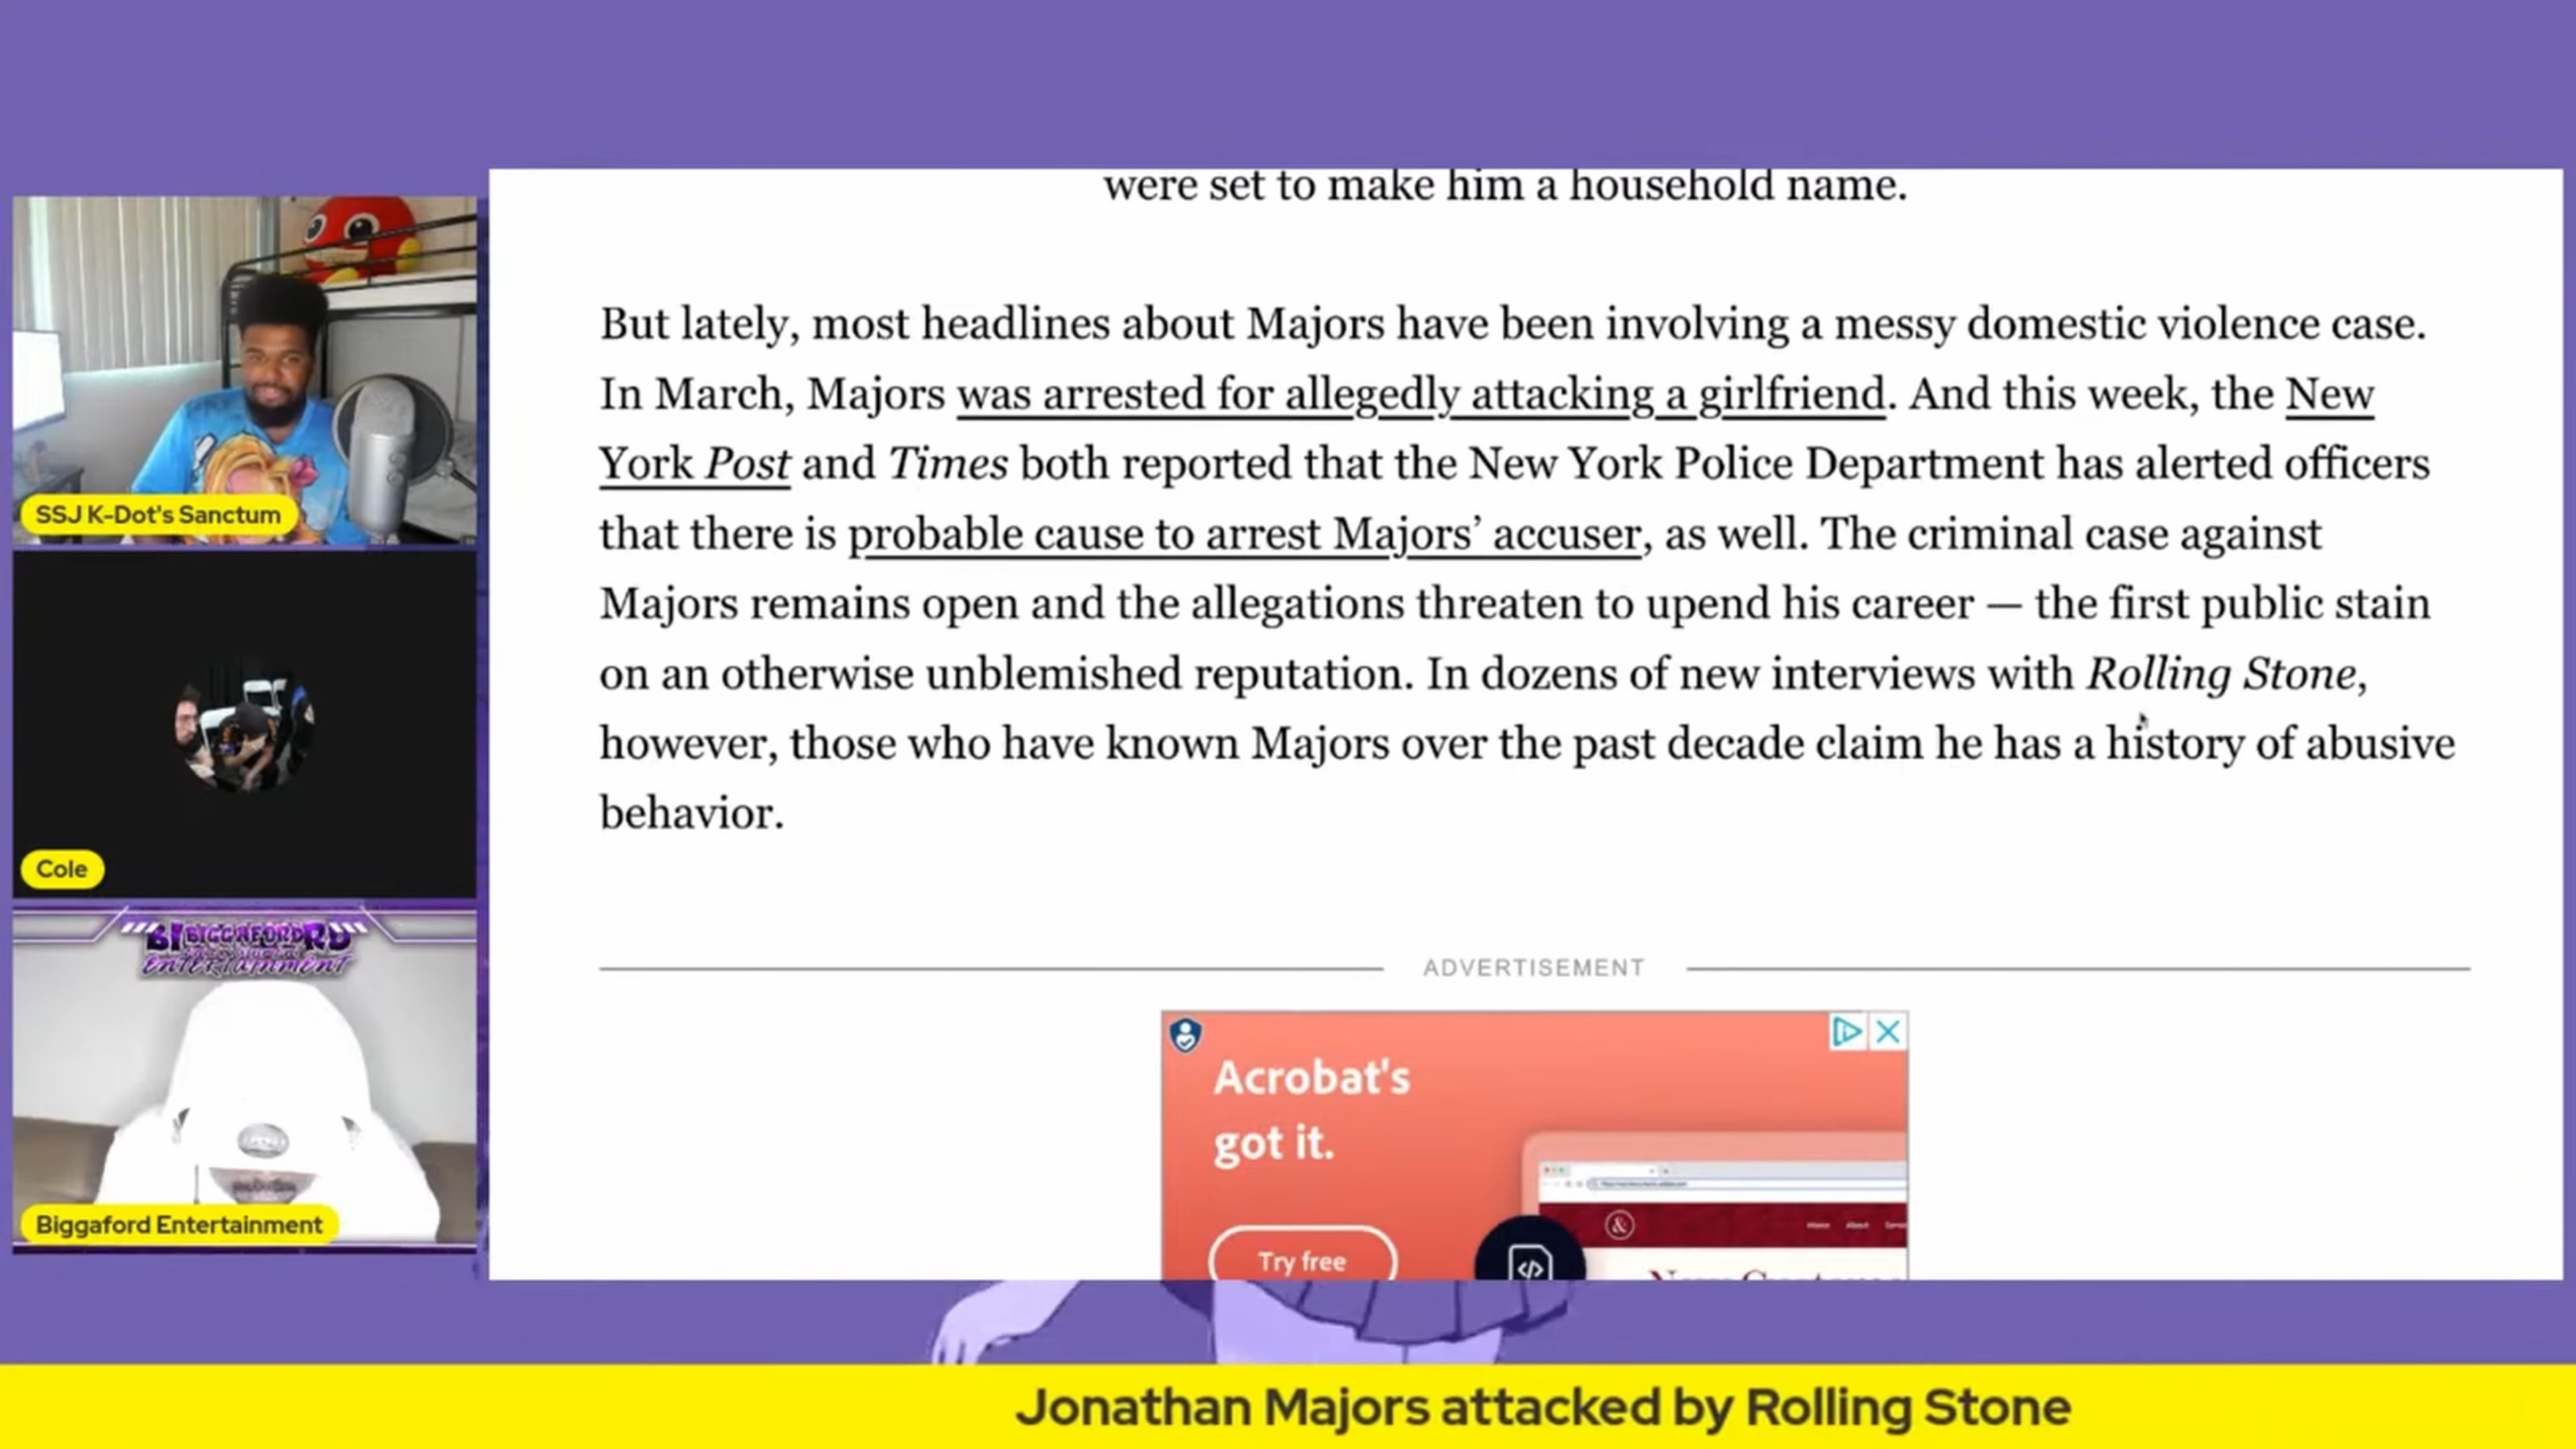 were set to make him a household name.
But lately, most headlines about Majors have been involving a messy domestic violence case.
In March, Majors was arrested for allegedly attacking a girlfriend. And this week, the New
York Post and Times both reported that the New York Police Department has alerted officers
that there is probable cause to arrest Majors’ accuser, as well. The criminal case against
Majors remains open and the allegations threaten to upend his career — the first public stain
on an otherwise unblemished reputation. In dozens of new interviews with Rolling Stone,
however, those who have known Majors over the past decade claim he has a history of abusive
behavior.
ADVERTISEMENT
Acrobat's
got it.
Try free
&
</>
SSJ K-Dot's Sanctum
Cole
BIGGAFORD
ENTERTAINMENT
Biggaford Entertainment
Jonathan Majors attacked by Rolling Stone